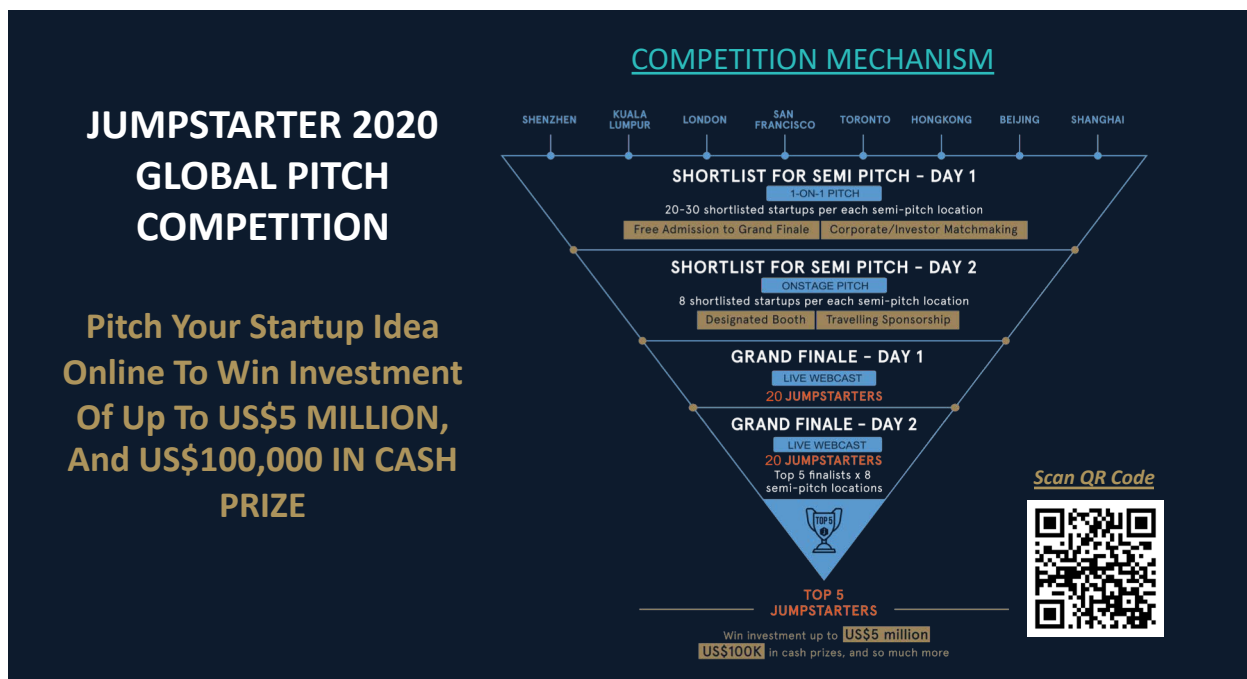 JUMPSTARTER 2020
GLOBAL PITCH
COMPETITION
Pitch Your Startup Idea
Online To Win Investment
Of Up To US$5 MILLION,
And US$100,000 IN CASH
PRIZE
COMPETITION MECHANISM
SHENZHEN
KUALA
LUMPUR
LONDON
SAN
FRANCISCO
TORONTO
HONGKONG
BEIJING
SHANGHAI
SHORTLIST FOR SEMI PITCH - DAY 1
1-ON-1 PITCH
20-30 shortlisted startups per each semi-pitch location
Free Admission to Grand Finale
Corporate/Investor Matchmaking
SHORTLIST FOR SEMI PITCH - DAY 2
ONSTAGE PITCH
8 shortlisted startups per each semi-pitch location
Designated Booth
Travelling Sponsorship
GRAND FINALE - DAY 1
LIVE WEBCAST
20 JUMPSTARTERS
GRAND FINALE - DAY 2
LIVE WEBCAST
20 JUMPSTARTERS
Top 5 finalists x 8
semi-pitch locations
TOP 5
TOP 5
JUMPSTARTERS
Win investment up to US$5 million
US$100K in cash prizes, and so much more
Scan QR Code